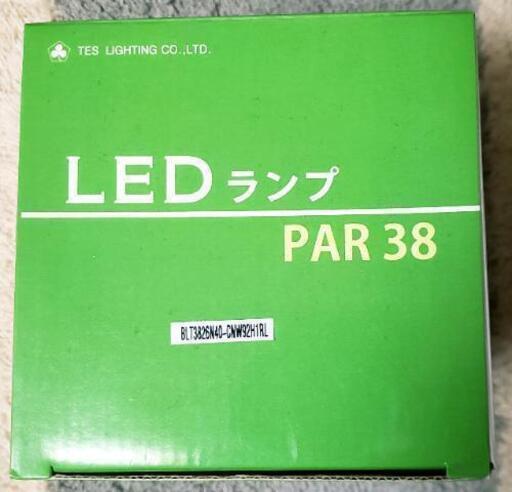 TES LIGHTING CO.,LTD.
LEDランプ
PAR 38
BLT3826N40-CNW92H1RL